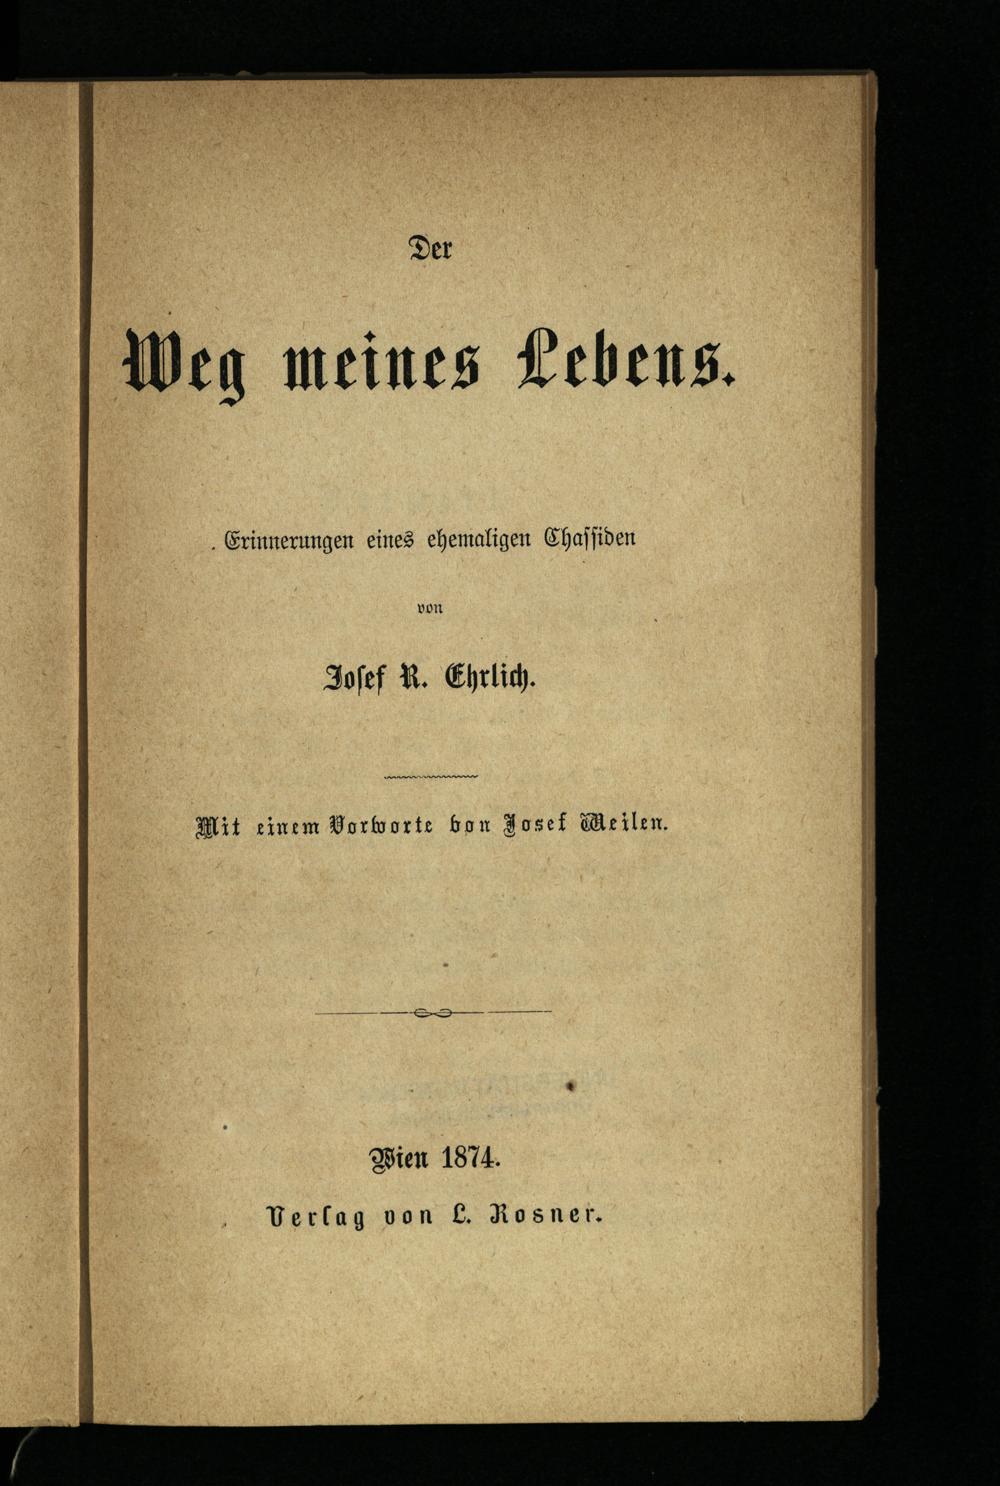 Der
Weg meines Lebens.
Erinnerungen eines ehemaligen Chassiden
von
Josef R. Ehrlich.
Mit einem Vorworte von Josef Weilen.
Wien 1874.
Verlag von L. Rosner.